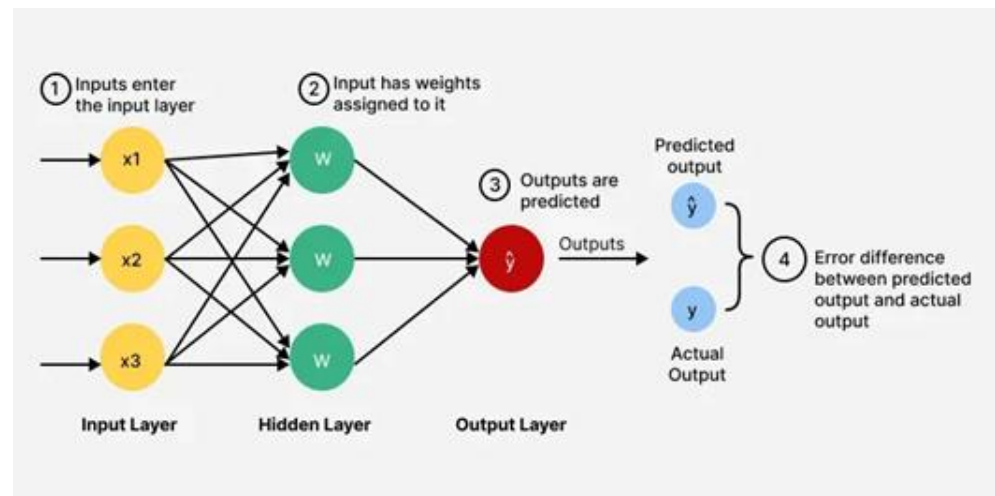 1 Inputs enter
the input layer
2 Input has weights
assigned to it
x1
W
x2
W
x3
W
3 Outputs are
predicted
ŷ
Outputs
Predicted
output
ŷ
y
Actual
Output
4 Error difference
between predicted
output and actual
output
Input Layer
Hidden Layer
Output Layer